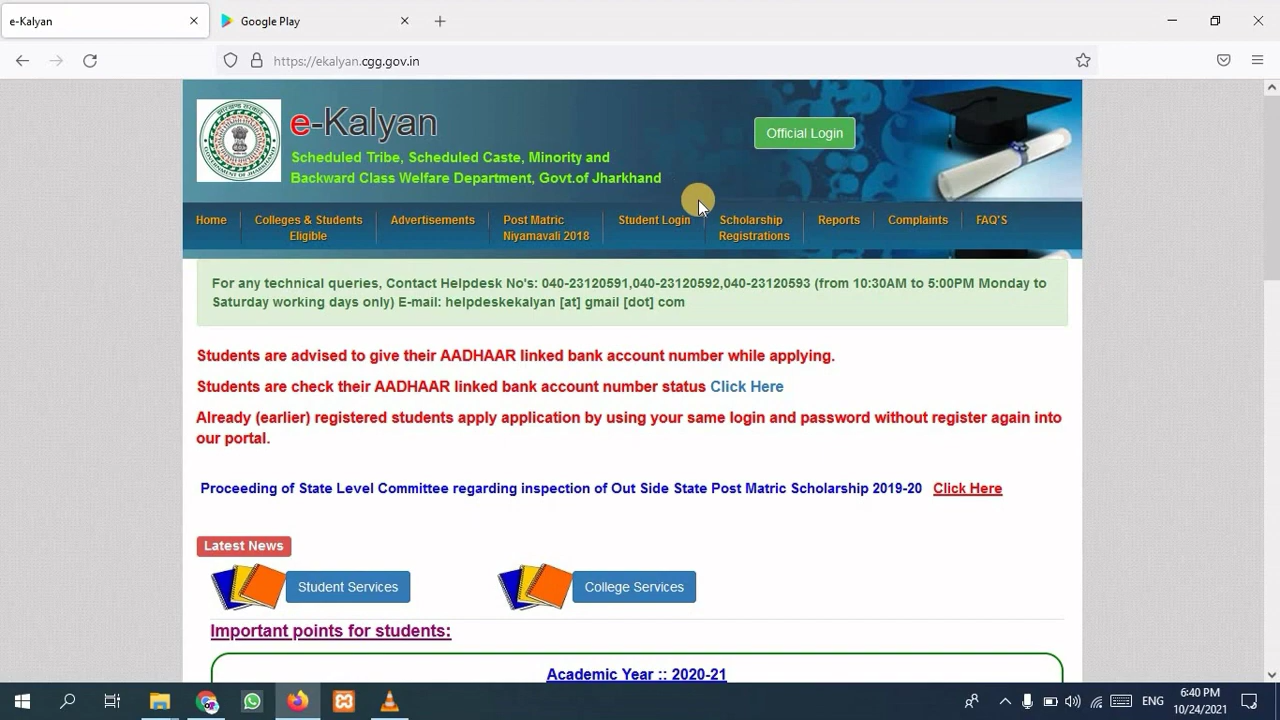 e-Kalyan
Google Play
https://ekalyan.cgg.gov.in
e-Kalyan
Scheduled Tribe, Scheduled Caste, Minority and
Backward Class Welfare Department, Govt.of Jharkhand
Official Login
Home
Colleges & Students
Eligible
Advertisements
Post Matric
Niyamavali 2018
Student Login
Scholarship
Registrations
Reports
Complaints
FAQ'S
For any technical queries, Contact Helpdesk No's: 040-23120591,040-23120592,040-23120593 (from 10:30AM to 5:00PM Monday to
Saturday working days only) E-mail: helpdeskekalyan [at] gmail [dot] com
Students are advised to give their AADHAAR linked bank account number while applying.
Students are check their AADHAAR linked bank account number status Click Here
Already (earlier) registered students apply application by using your same login and password without register again into
our portal.
Proceeding of State Level Committee regarding inspection of Out Side State Post Matric Scholarship 2019-20 Click Here
Latest News
Student Services
College Services
Important points for students:
Academic Year :: 2020-21
ENG
6:40 PM
10/24/2021